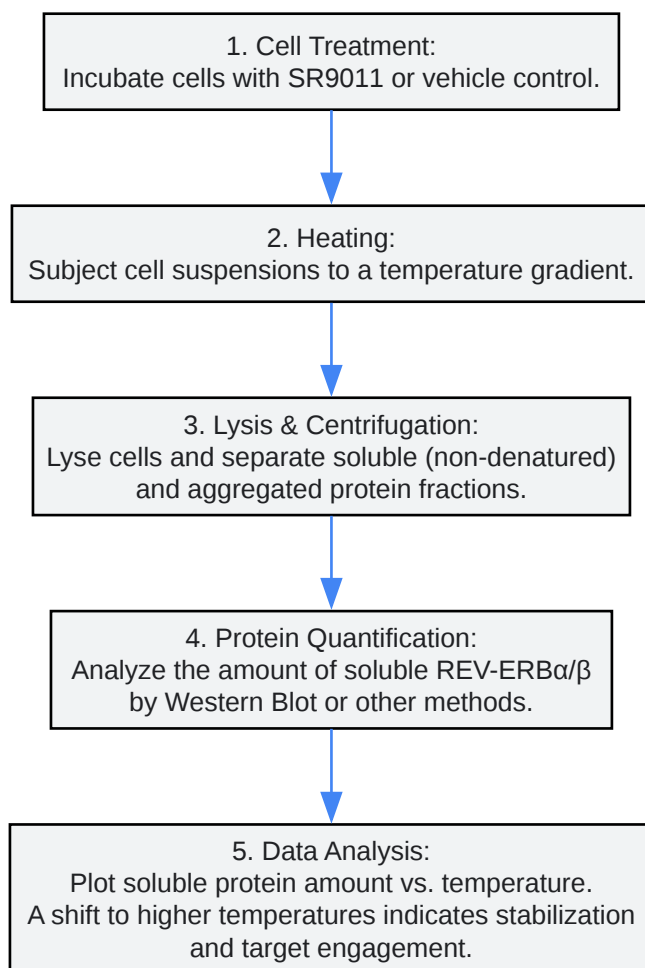 1. Cell Treatment:
Incubate cells with SR9011 or vehicle control.
2. Heating:
Subject cell suspensions to a temperature gradient.
3. Lysis & Centrifugation:
Lyse cells and separate soluble (non-denatured)
and aggregated protein fractions.
4. Protein Quantification:
Analyze the amount of soluble REV-ERBα/β
by Western Blot or other methods.
5. Data Analysis:
Plot soluble protein amount vs. temperature.
A shift to higher temperatures indicates stabilization
and target engagement.